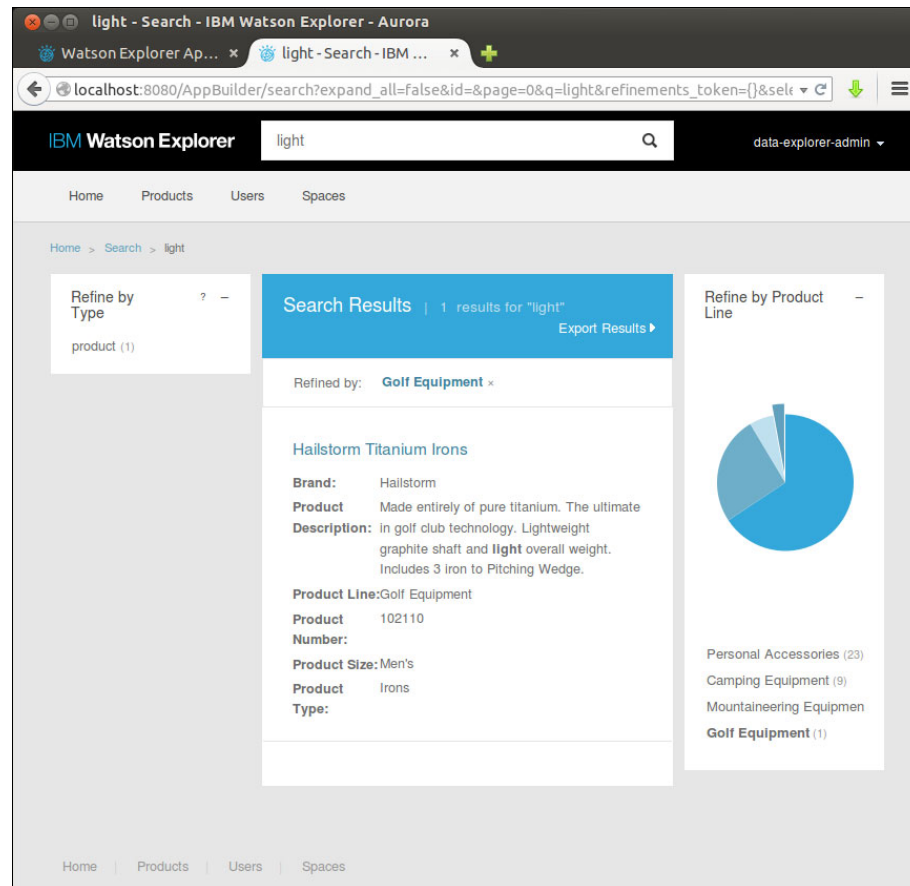 light - Search - IBM Watson Explorer - Aurora
Watson Explorer Ap... × light - Search - IBM ... ×
localhost:8080/AppBuilder/search?expand_all=false&id=&page=0&q=light&refinements_token={}&sele
IBM Watson Explorer light data-explorer-admin
Home Products Users Spaces
Home > Search > light
Refine by Type ? –
product (1)
Search Results | 1 results for "light"
Export Results
Refined by: Golf Equipment ×
Hailstorm Titanium Irons
Brand: Hailstorm
Product Description: Made entirely of pure titanium. The ultimate
in golf club technology. Lightweight
graphite shaft and light overall weight.
Includes 3 iron to Pitching Wedge.
Product Line: Golf Equipment
Product Number: 102110
Product Size: Men's
Product Type: Irons
Refine by Product Line –
Personal Accessories (23)
Camping Equipment (9)
Mountaineering Equipmen
Golf Equipment (1)
Home | Products | Users | Spaces